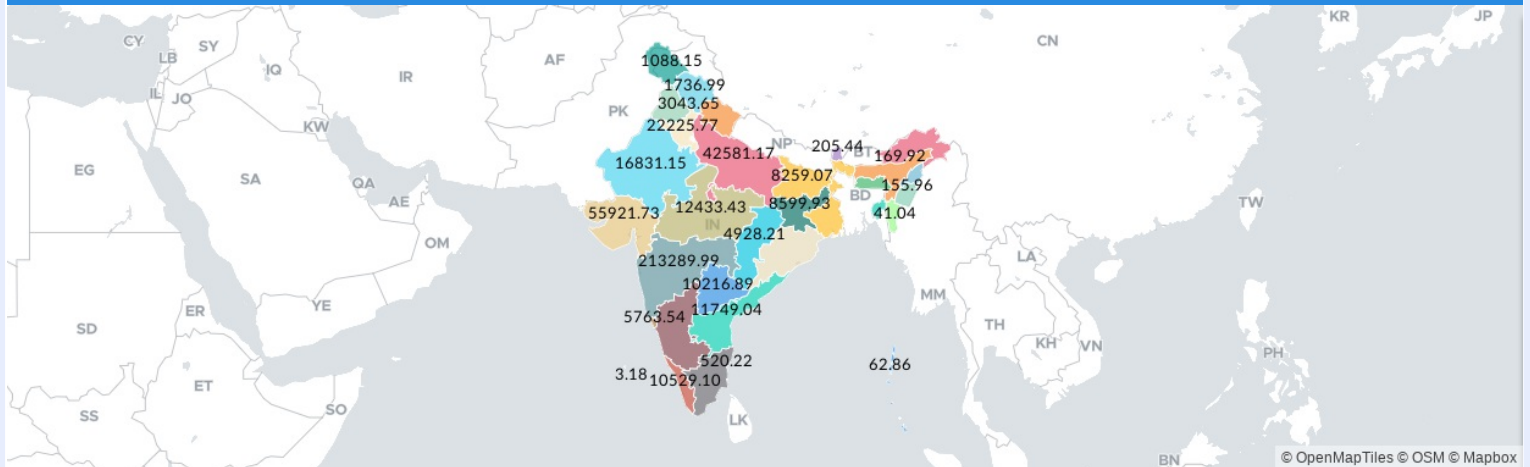 KR
JP
CY
SY
CN
LB
AF
1088.15
IQ
IR
1736.99
IL
JO
3043.65
PK
KW
22225.77
NP
205.44
BT
42581.17
169.92
16831.15
EG
SA
8259.07
QA
155.96
AE
BD
8599.93
TW
12433.43
55921.73
41.04
IN
4928.21
OM
LA
213289.99
10216.89
MM
YE
ER
11749.04
5763.54
SD
TH
KH
VN
PH
520.22
62.86
3.18
10529.10
ET
SO
SS
LK
BN
© OpenMapTiles © OSM © Mapbox